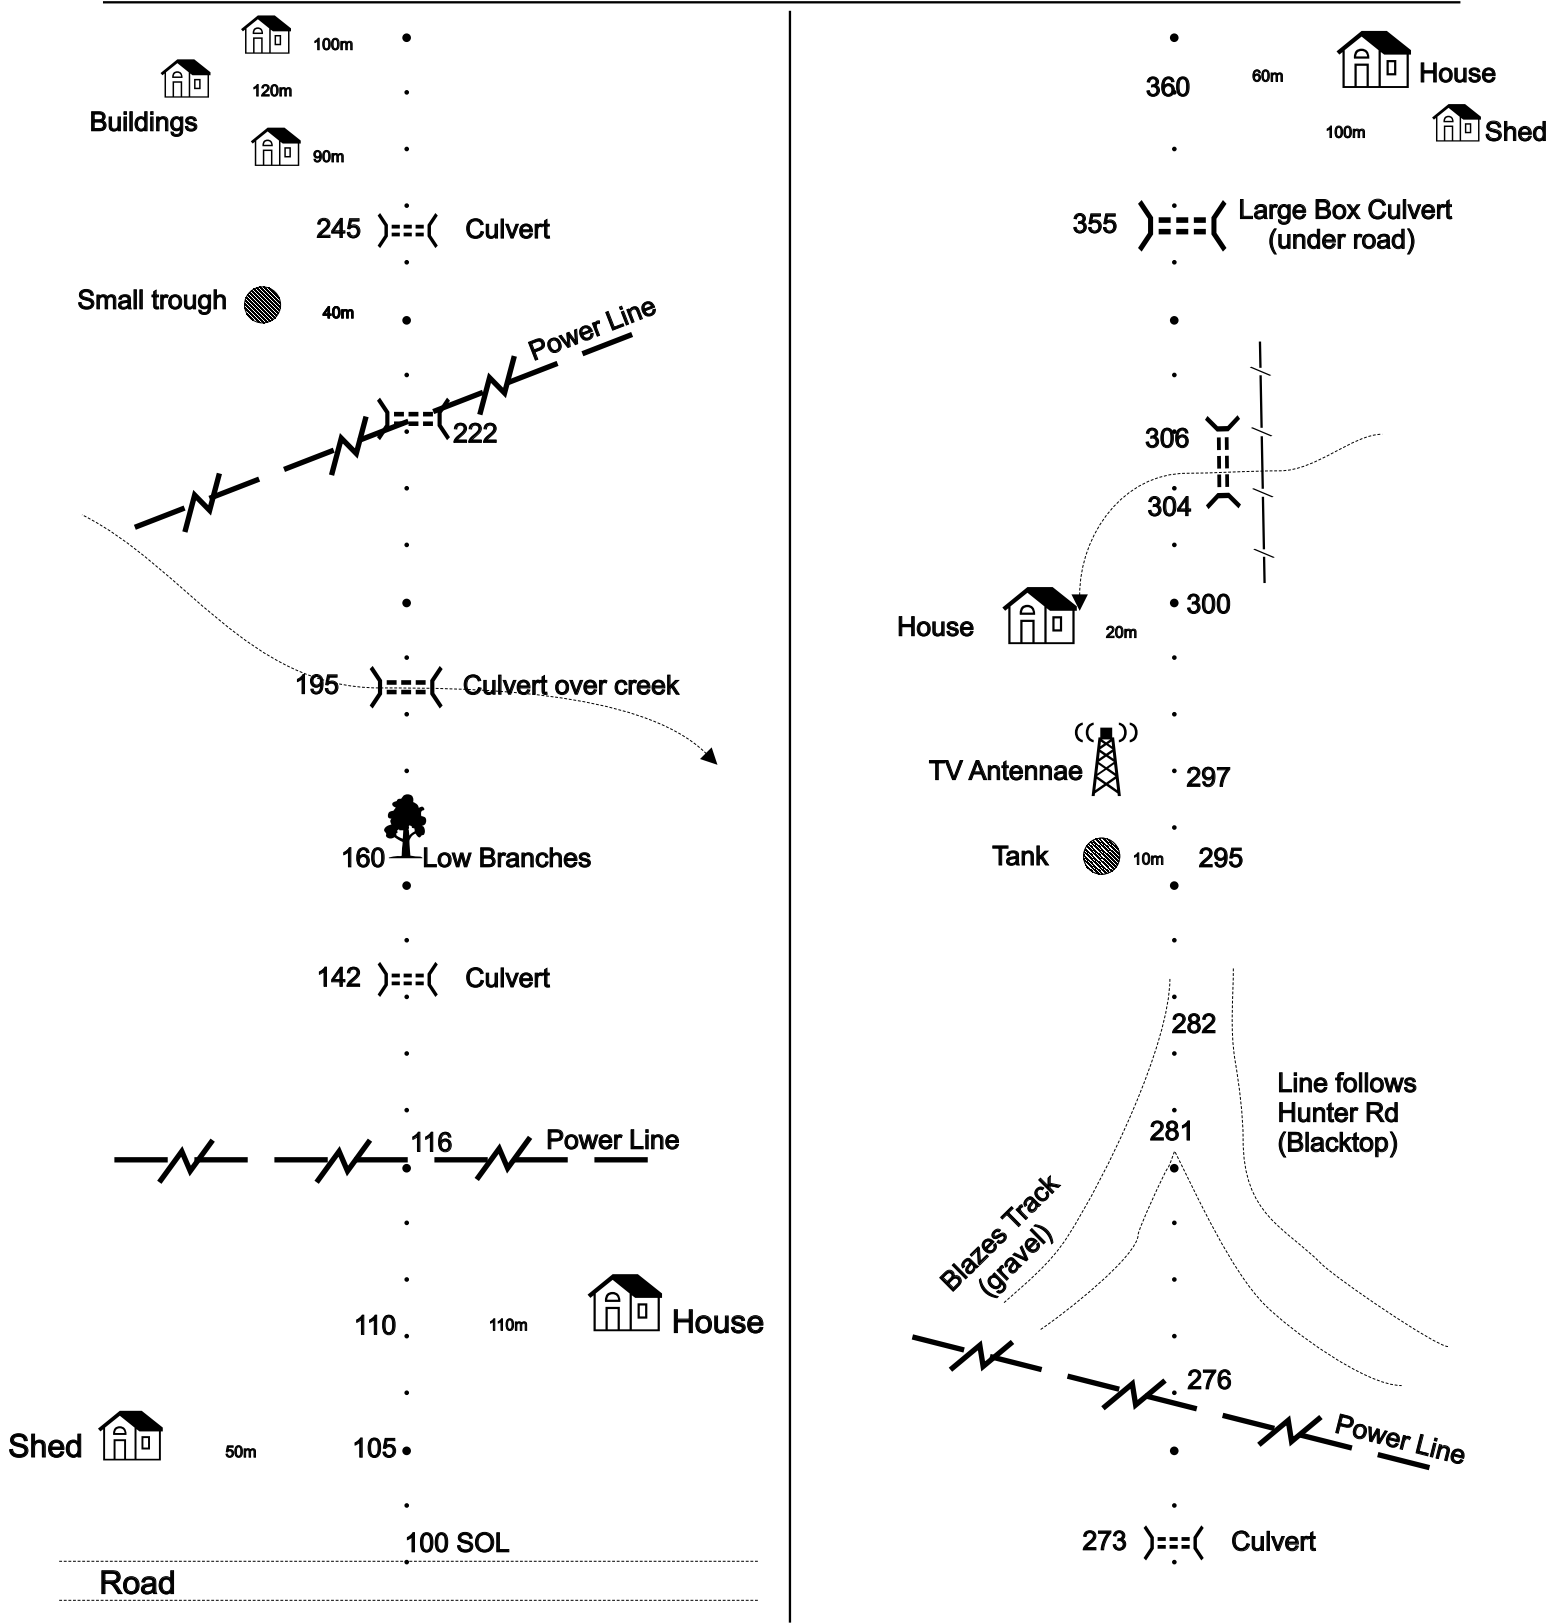 100m
120m
Buildings
90m
245 Culvert
Small trough 40m
Power Line
222
195 Culvert over creek
160 Low Branches
142 Culvert
116 Power Line
110 110m House
Shed 50m 105
100 SOL
Road
360 60m House
100m Shed
355 Large Box Culvert
(under road)
306
304
300
House 20m
TV Antennae 297
Tank 10m 295
282
Line follows
Hunter Rd
(Blacktop)
281
Blazes Track
(gravel)
276
Power Line
273 Culvert